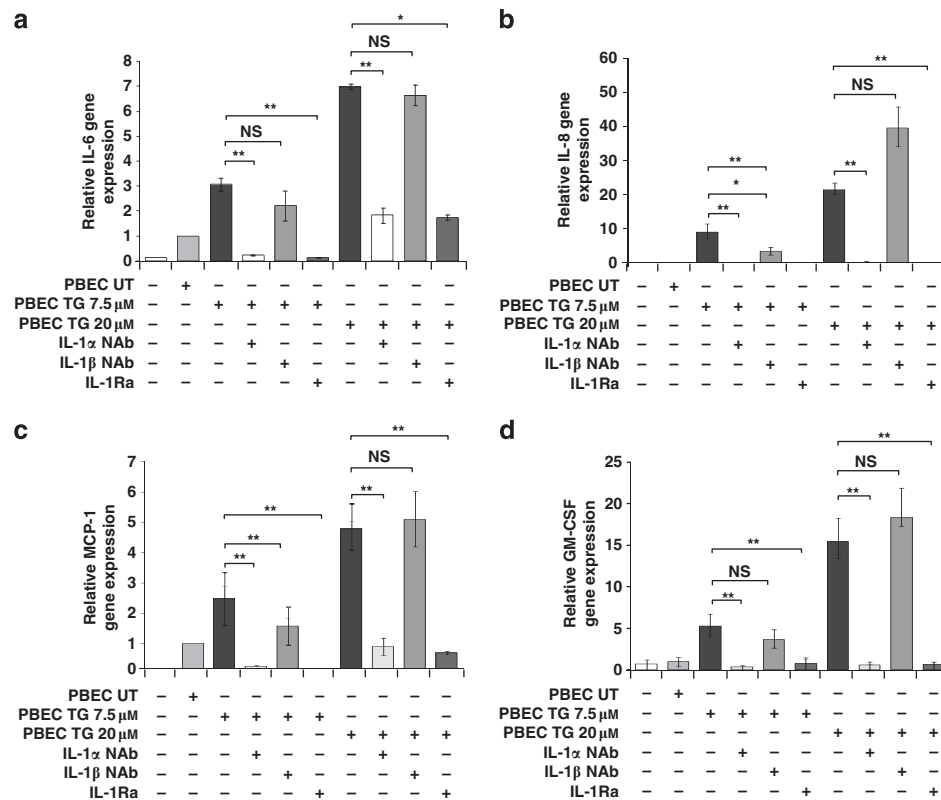 a
Relative IL-6 gene
expression
8
7
6
5
4
3
2
1
0
**
NS
**
**
NS
*
PBEC UT – + – – – – – – – –
PBEC TG 7.5 μM – – + + + + – – – –
PBEC TG 20 μM – – – – – – + + + +
IL-1α NAb – – – + – – – + – –
IL-1β NAb – – – – + – – – + –
IL-1Ra – – – – – + – – – +
b
Relative IL-8 gene
expression
60
50
40
30
20
10
0
**
*
**
**
NS
**
PBEC UT – + – – – – – – – –
PBEC TG 7.5 μM – – + + + + – – – –
PBEC TG 20 μM – – – – – – + + + +
IL-1α NAb – – – + – – – + – –
IL-1β NAb – – – – + – – – + –
IL-1Ra – – – – – + – – – +
c
Relative MCP-1
gene expression
7
6
5
4
3
2
1
0
**
**
**
**
NS
**
PBEC UT – + – – – – – – – –
PBEC TG 7.5 μM – – + + + + – – – –
PBEC TG 20 μM – – – – – – + + + +
IL-1α NAb – – – + – – – + – –
IL-1β NAb – – – – + – – – + –
IL-1Ra – – – – – + – – – +
d
Relative GM-CSF
gene expression
25
20
15
10
5
0
**
NS
**
**
NS
**
PBEC UT – + – – – – – – – –
PBEC TG 7.5 μM – – + + + + – – – –
PBEC TG 20 μM – – – – – – + + + +
IL-1α NAb – – – + – – – + – –
IL-1β NAb – – – – + – – – + –
IL-1Ra – – – – – + – – – +